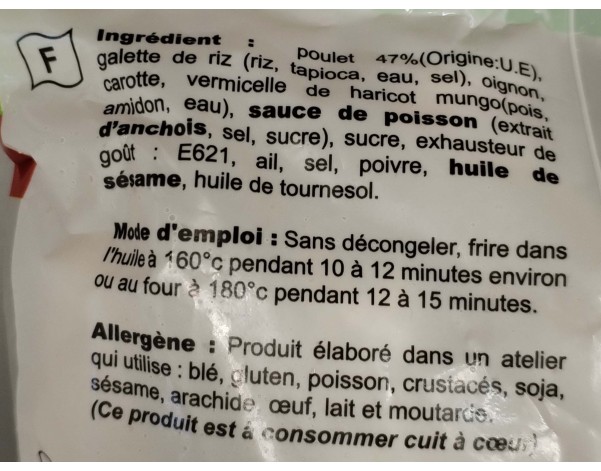 F
Ingrédient : poulet 47%(Origine:U.E),
galette de riz (riz, tapioca, eau, sel), oignon,
carotte, vermicelle de haricot mungo(pois,
amidon, eau), sauce de poisson (extrait
d'anchois, sel, sucre), sucre, exhausteur de
goût : E621, ail, sel, poivre, huile de
sésame, huile de tournesol.
Mode d'emploi : Sans décongeler, frire dans
l'huile à 160°c pendant 10 à 12 minutes environ
ou au four à 180°c pendant 12 à 15 minutes.
Allergène : Produit élaboré dans un atelier
qui utilise : blé, gluten, poisson, crustacés, soja,
sésame, arachide, œuf, lait et moutarde.
(Ce produit est à consommer cuit à cœur)